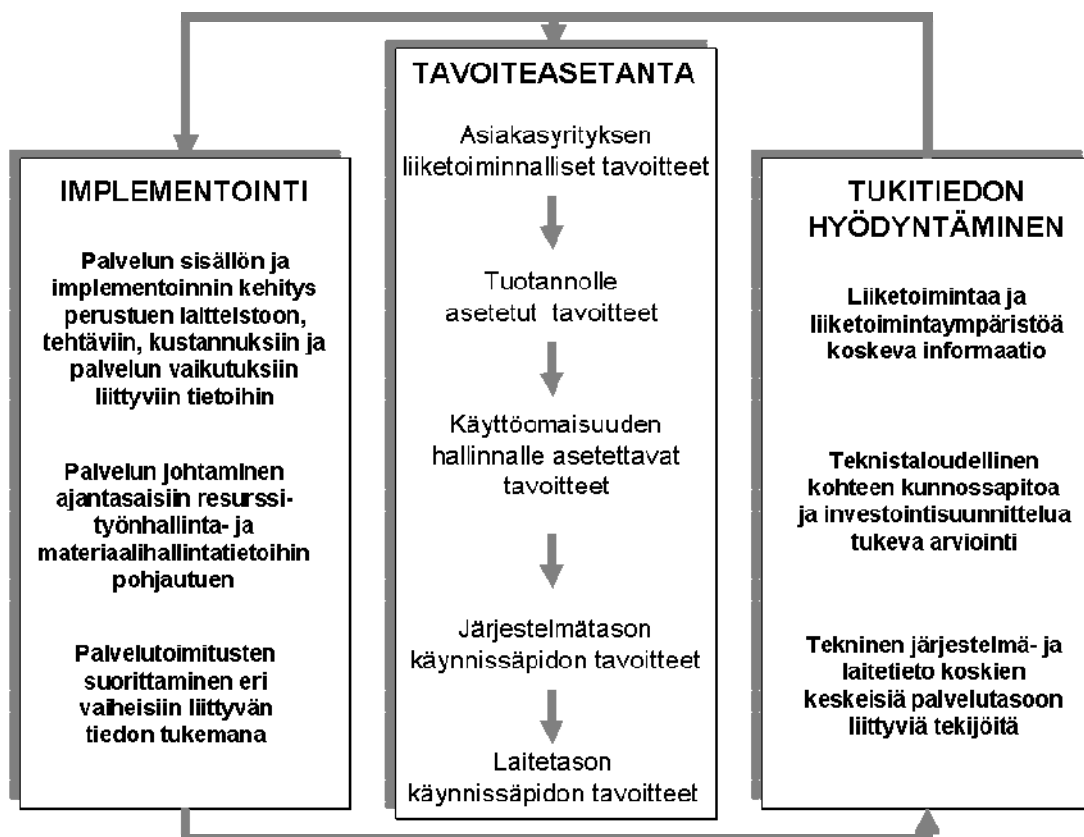 IMPLEMENTOINTI
Palvelun sisällön ja
implementoinnin kehitys
perustuen laitteistoon,
tehtäviin, kustannuksiin ja
palvelun vaikutuksiin
liittyviin tietoihin
Palvelun johtaminen
ajantasaisiin resurssi-
työnhallinta- ja
materiaalihallintatietoihin
pohjautuen
Palvelutoimitusten
suorittaminen eri
vaiheisiin liittyvän
tiedon tukemana
TAVOITEASETANTA
Asiakasyrityksen
liiketoiminnalliset tavoitteet
Tuotannolle
asetetut tavoitteet
Käyttöomaisuuden
hallinnalle asetettavat
tavoitteet
Järjestelmätason
käynnissäpidon tavoitteet
Laitetason
käynnissäpidon tavoitteet
TUKITIEDON
HYÖDYNTÄMINEN
Liiketoimintaa ja
liiketoimintaympäristöä
koskeva informaatio
Teknistaloudellinen
kohteen kunnossapitoa
ja investointisuunnittelua
tukeva arviointi
Tekninen järjestelmä- ja
laitetieto koskien
keskeisiä palvelutasoon
liittyviä tekijöitä